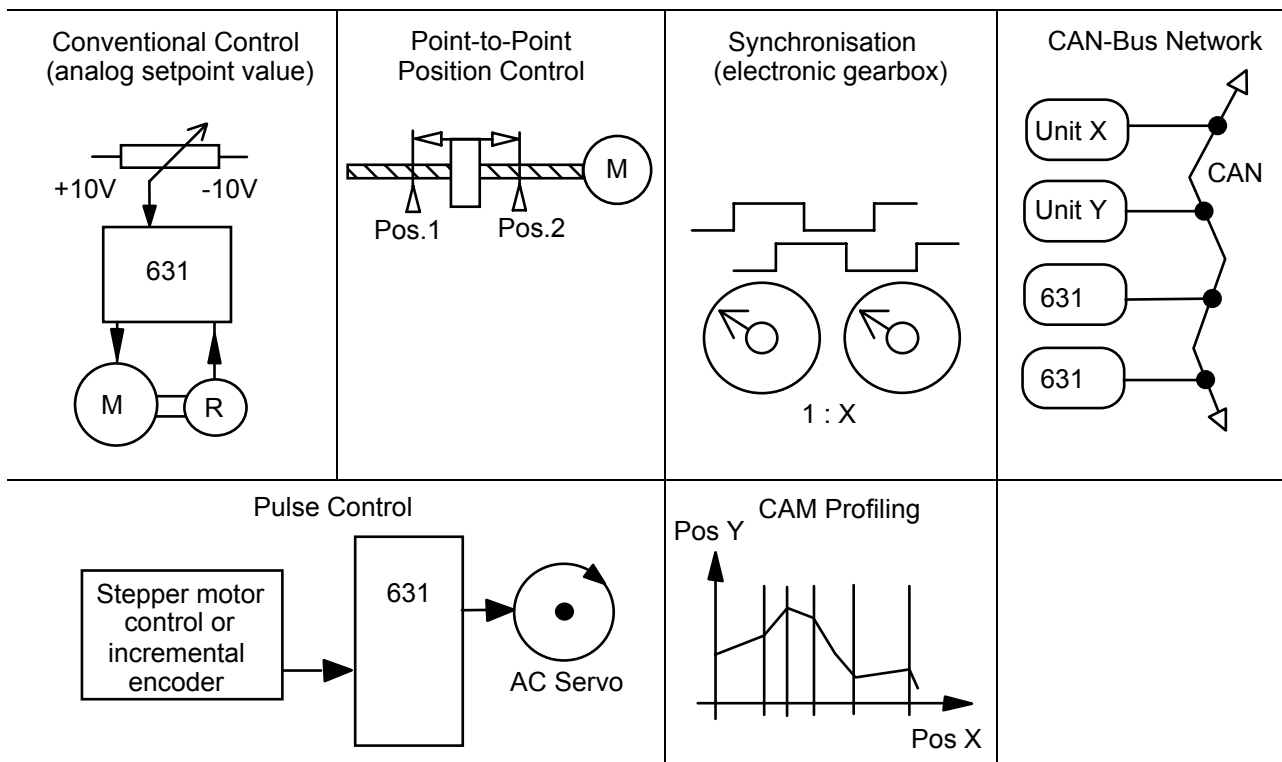 Conventional Control
(analog setpoint value)
+10V
-10V
631
M
R
Point-to-Point
Position Control
M
Pos.1
Pos.2
Synchronisation
(electronic gearbox)
1 : X
CAN-Bus Network
Unit X
CAN
Unit Y
631
631
Pulse Control
Stepper motor
control or
incremental
encoder
631
AC Servo
CAM Profiling
Pos Y
Pos X